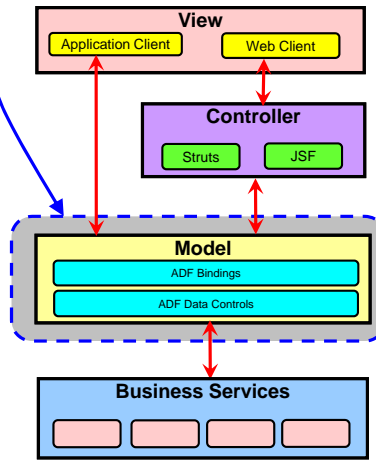 View
Application Client
Web Client
Controller
Struts
JSF
Model
ADF Bindings
ADF Data Controls
Business Services